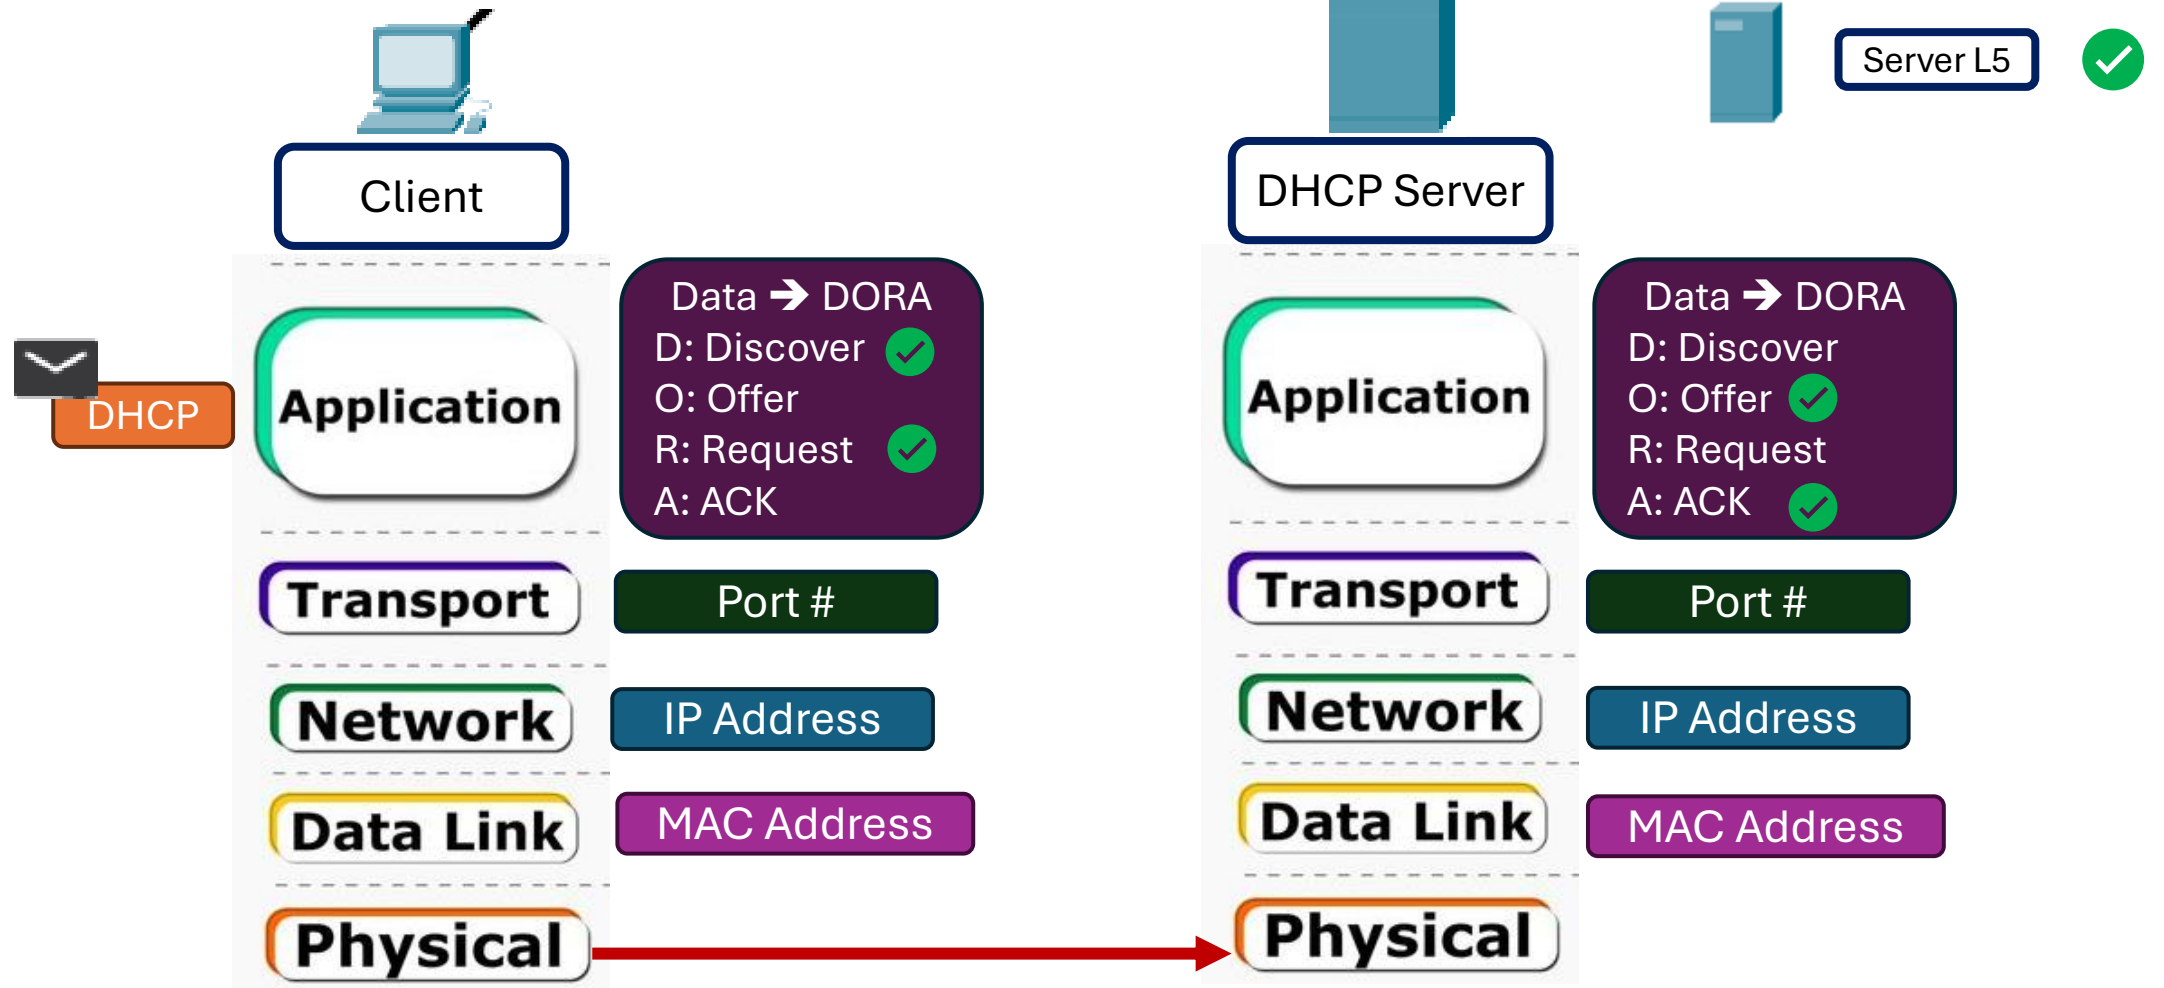 Server L5
Client
DHCP Server
Data ➔ DORA
D: Discover
O: Offer
R: Request
A: ACK
Data ➔ DORA
D: Discover
O: Offer
R: Request
A: ACK
DHCP
Application
Application
Transport
Port #
Transport
Port #
Network
IP Address
Network
IP Address
Data Link
MAC Address
Data Link
MAC Address
Physical
Physical